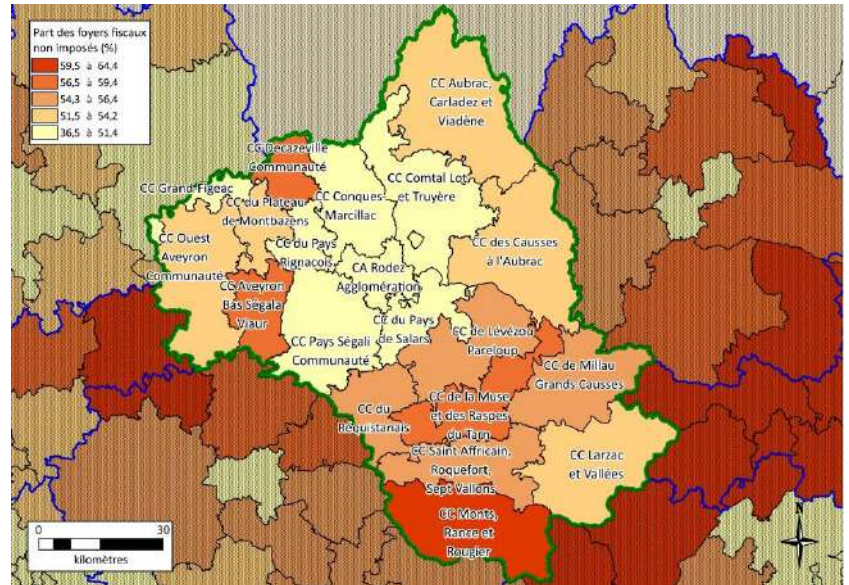 Part des foyers fiscaux
non imposés (%)
59,5 à 64,4
56,5 à 59,4
54,3 à 56,4
51,5 à 54,2
36,5 à 51,4
CC Aubrac,
Carladez et
Viadène
CC Decazeville
Communauté
CC Grand Figeac
CC du Plateau
de Montbazens
CC Conques-
Marcillac
CC Comtal Lot
et Truyère
CC Ouest
Aveyron
Communauté
CC du Pays
Rignacois
CC des Causses
à l'Aubrac
CA Rodez
Agglomération
CC Aveyron
Bas Ségala
Viaur
CC Pays Ségali
Communauté
CC du Pays
de Salars
CC de Lévézou
Pareloup
CC de Millau
Grands Causses
CC du
Réquistanais
CC de la Muse
et des Raspes
du Tarn
CC Saint Affricain,
Roquefort,
Sept Vallons
CC Larzac
et Vallées
CC Monts,
Rance et
Rougier
0 30
kilomètres
N